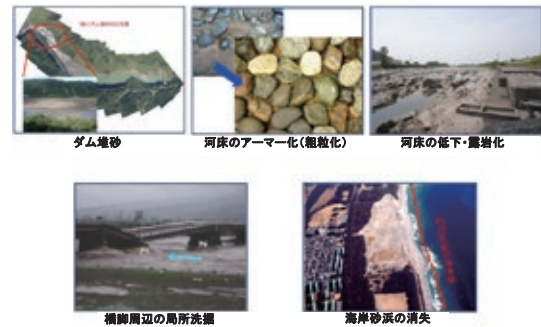 ダム堆砂
河床のアーマー化(粗粒化)
河床の低下・露岩化
橋脚周辺の局所洗掘
海岸砂浜の消失